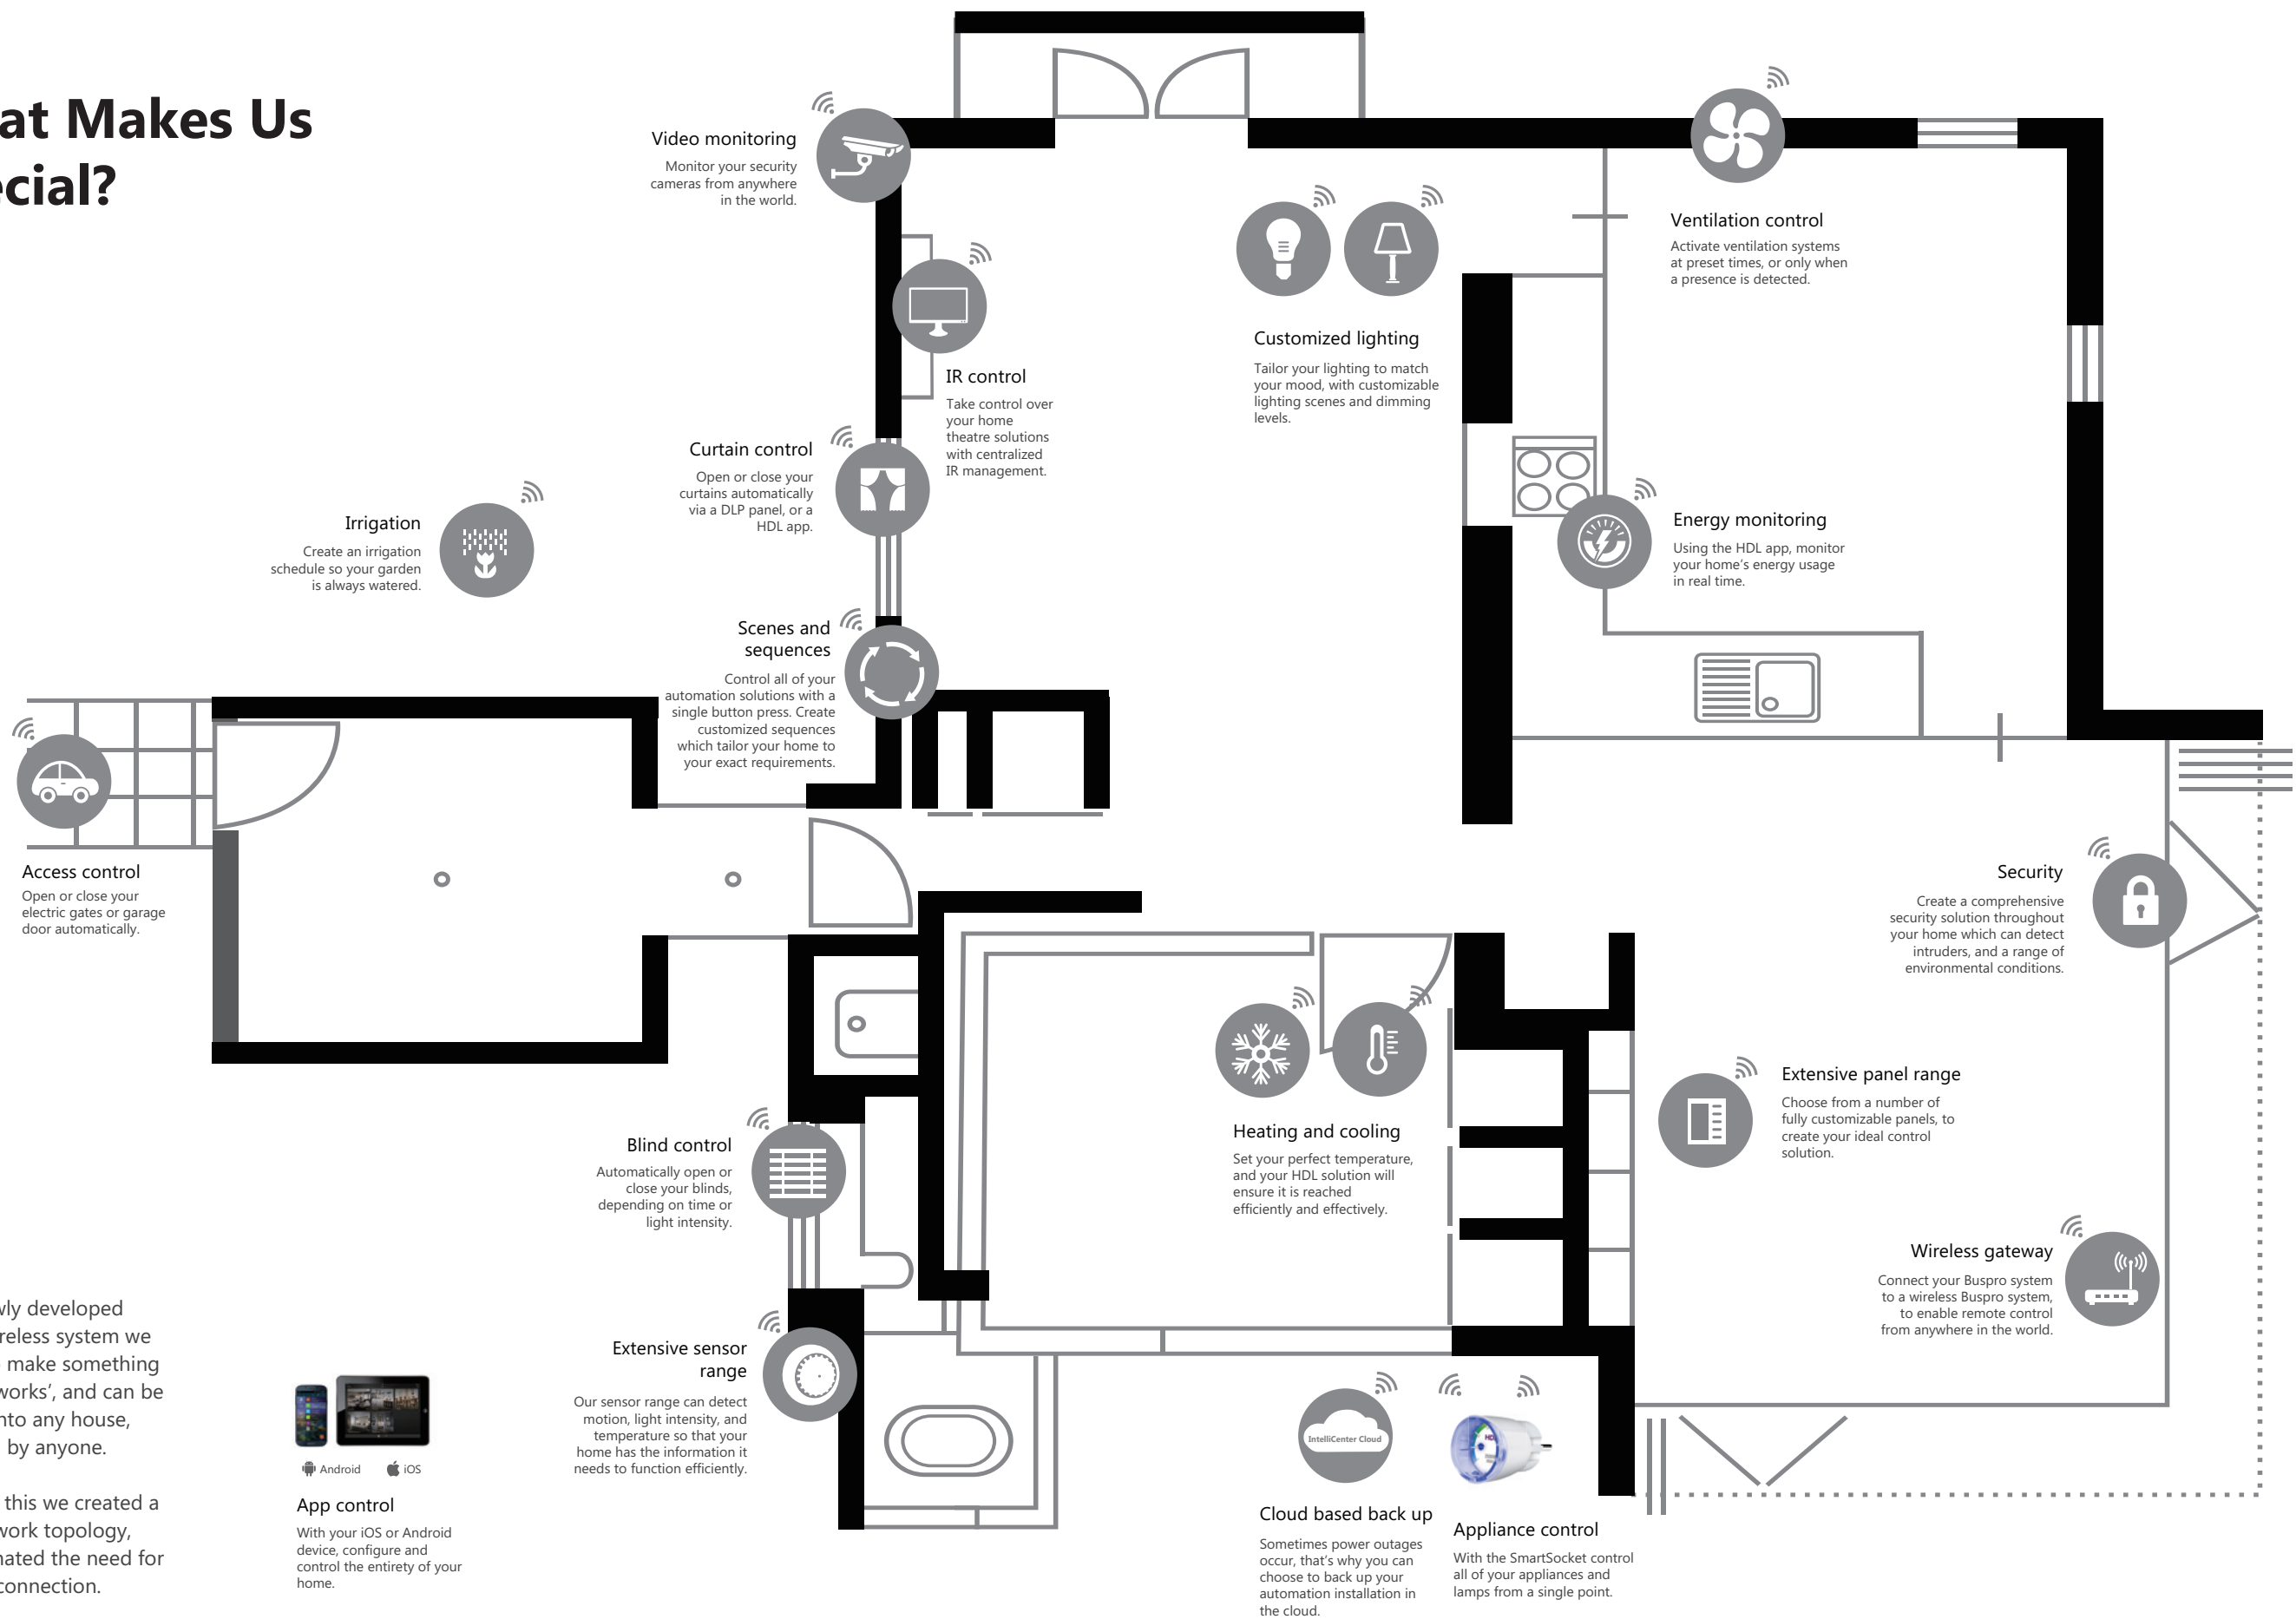 at Makes Us
ecial?
Video monitoring
Monitor your security
cameras from anywhere
in the world.
Ventilation control
Activate ventilation systems
at preset times, or only when
a presence is detected.
Customized lighting
Tailor your lighting to match
your mood, with customizable
lighting scenes and dimming
levels.
IR control
Take control over
your home
theatre solutions
with centralized
IR management.
Curtain control
Open or close your
curtains automatically
via a DLP panel, or a
HDL app.
Irrigation
Create an irrigation
schedule so your garden
is always watered.
Energy monitoring
Using the HDL app, monitor
your home’s energy usage
in real time.
Scenes and
sequences
Control all of your
automation solutions with a
single button press. Create
customized sequences
which tailor your home to
your exact requirements.
Access control
Open or close your
electric gates or garage
door automatically.
Security
Create a comprehensive
security solution throughout
your home which can detect
intruders, and a range of
environmental conditions.
Extensive panel range
Choose from a number of
fully customizable panels, to
create your ideal control
solution.
Heating and cooling
Set your perfect temperature,
and your HDL solution will
ensure it is reached
efficiently and effectively.
Blind control
Automatically open or
close your blinds,
depending on time or
light intensity.
Wireless gateway
Connect your Buspro system
to a wireless Buspro system,
to enable remote control
from anywhere in the world.
wly developed
reless system we
make something
works’, and can be
nto any house,
by anyone.
this we created a
work topology,
nated the need for
connection.
Android
iOS
App control
With your iOS or Android
device, configure and
control the entirety of your
home.
Extensive sensor
range
Our sensor range can detect
motion, light intensity, and
temperature so that your
home has the information it
needs to function efficiently.
IntelliCenter Cloud
Cloud based back up
Sometimes power outages
occur, that’s why you can
choose to back up your
automation installation in
the cloud.
HDL
Appliance control
With the SmartSocket control
all of your appliances and
lamps from a single point.